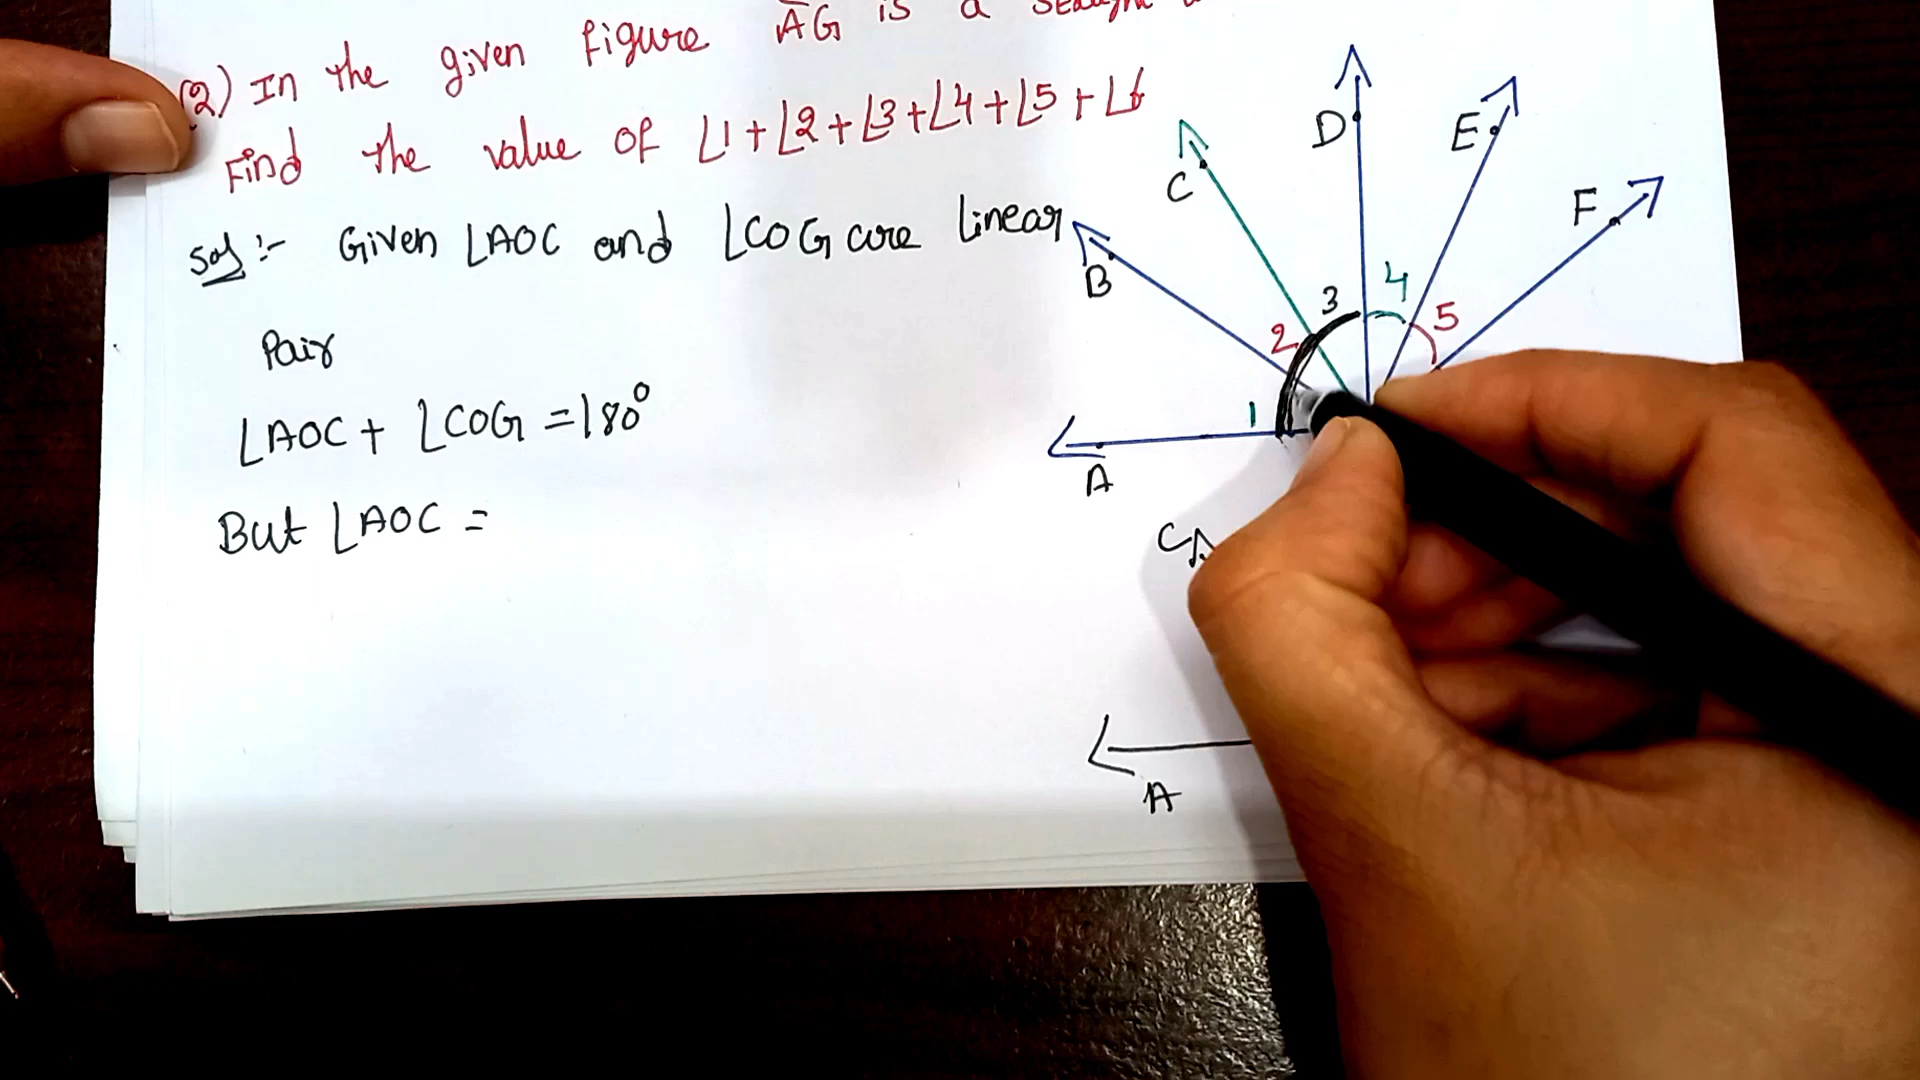 (2) In the given figure AG is a
Find the value of ∠1+∠2+∠3+∠4+∠5+∠6
Sol :- Given ∠AOC and ∠COG are linear
Pair
∠AOC + ∠COG = 180°
But ∠AOC =
D
E
C
F
B
4
3
5
2
1
A
C
A